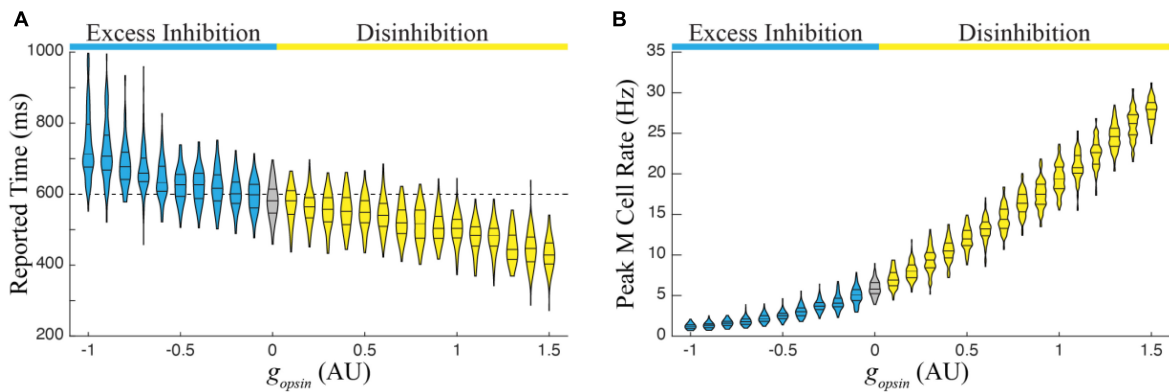 A
Excess Inhibition Disinhibition
Reported Time (ms)
1000
800
600
400
200
-1 -0.5 0 0.5 1 1.5
gopsin (AU)
B
Excess Inhibition Disinhibition
Peak M Cell Rate (Hz)
35
30
25
20
15
10
5
0
-1 -0.5 0 0.5 1 1.5
gopsin (AU)